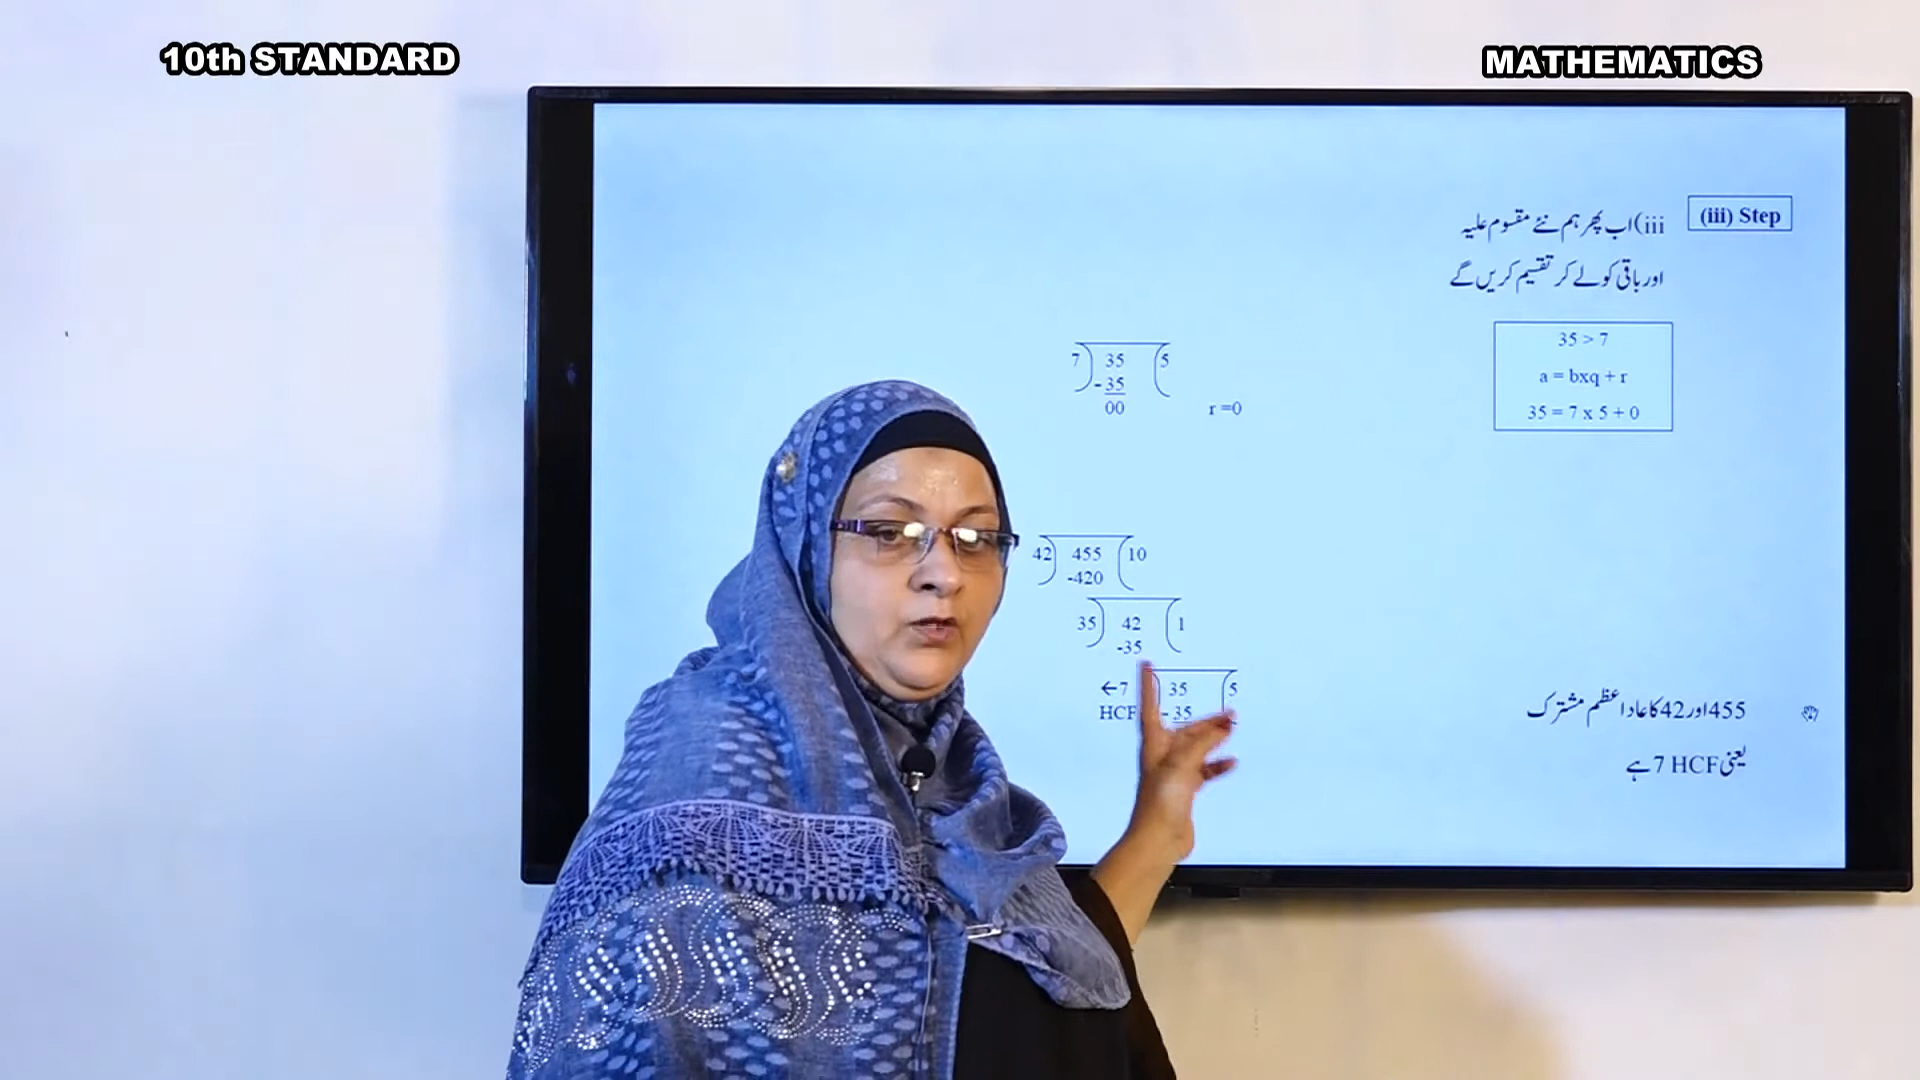 10th STANDARD
MATHEMATICS
(iii) Step
iii) اب پھر ہم نئے مقسوم علیہ
اور باقی کو لے کر تقسیم کریں گے
35 > 7
a = bxq + r
35 = 7 x 5 + 0
7 35 5
-35
00 r =0
42 455 10
-420
35 42 1
-35
←7 35 5
HCF - 35
455 اور 42 کا عاد اعظم مشترک
یعنی HCF 7 ہے